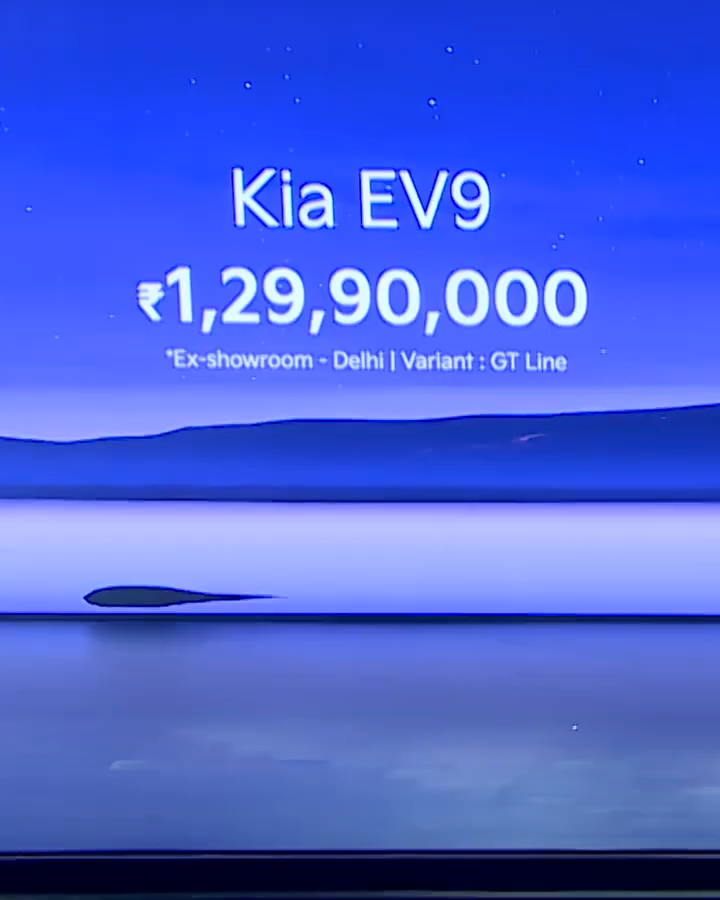 Kia EV9
₹1,29,90,000
*Ex-showroom - Delhi | Variant : GT Line